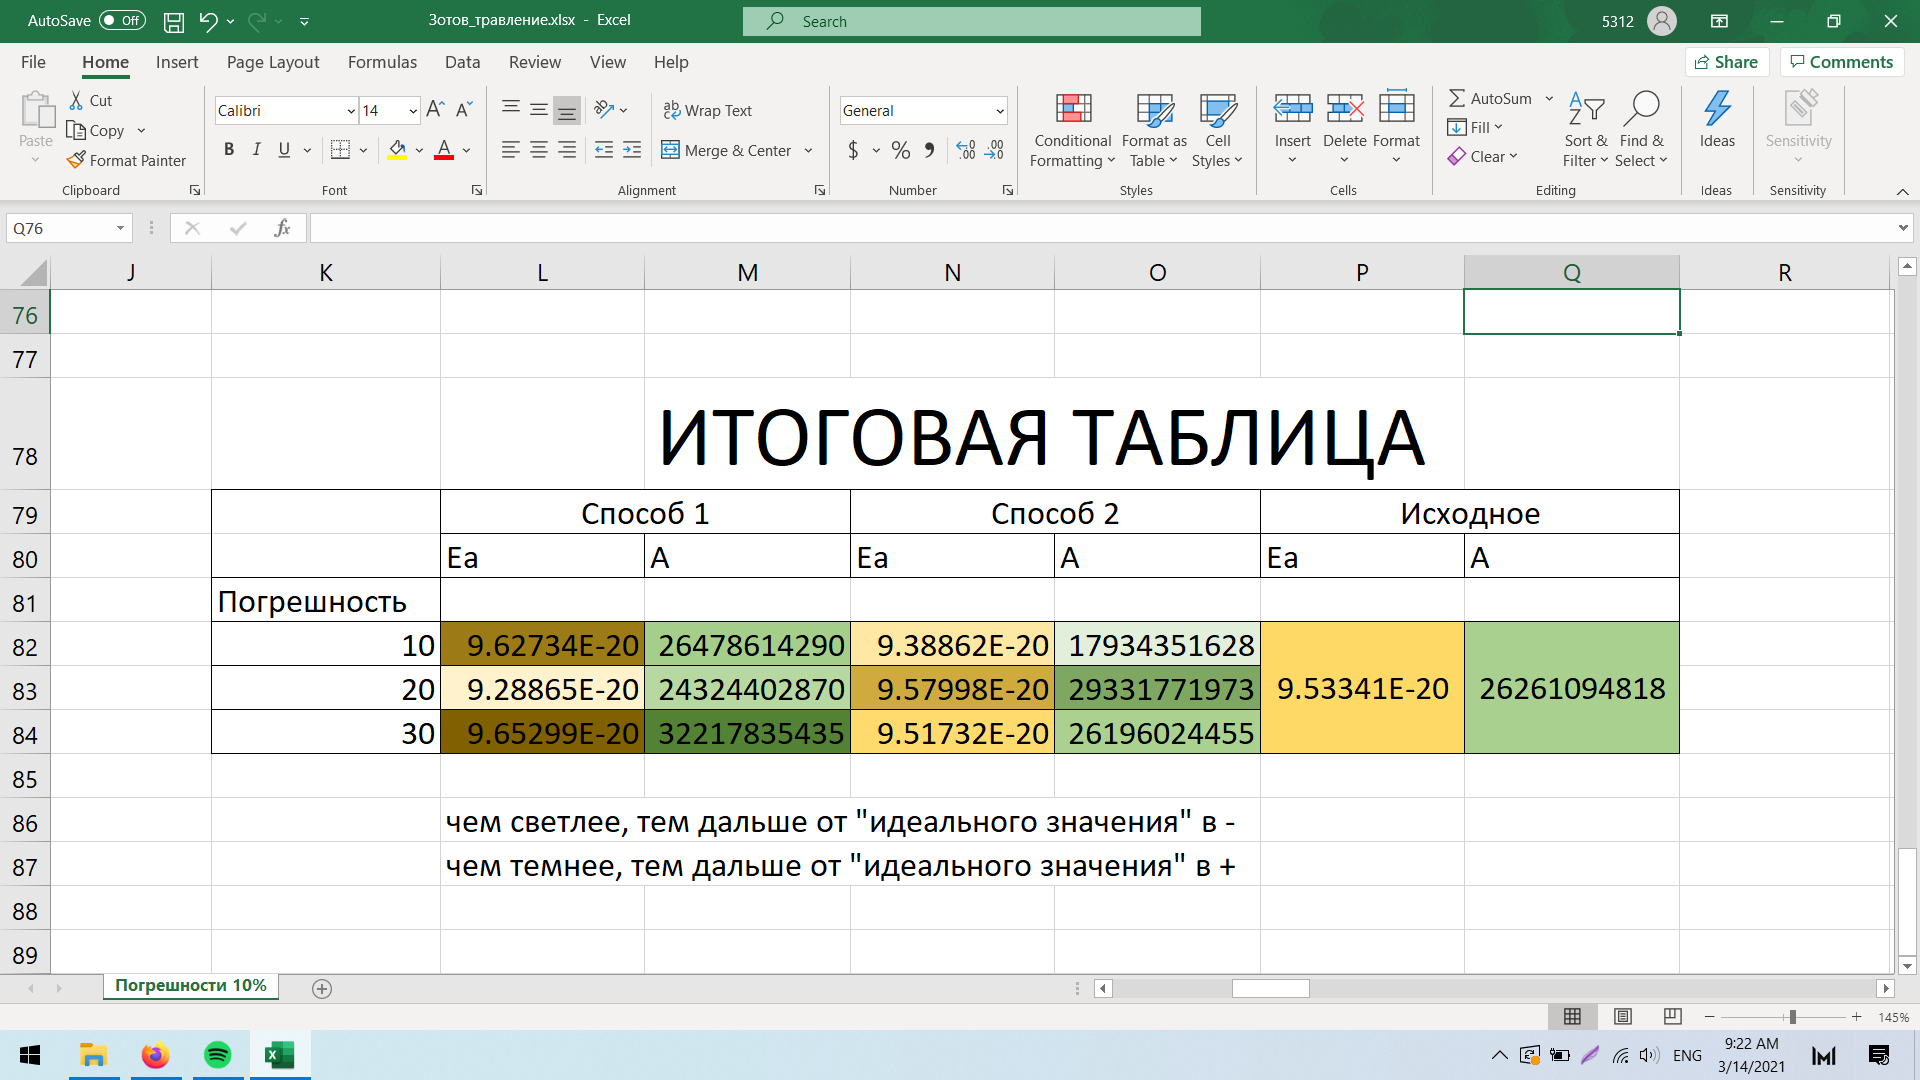 AutoSave Off Зотов_травление.xlsx - Excel Search 5312
File Home Insert Page Layout Formulas Data Review View Help Share Comments
Paste Cut Copy Format Painter
Calibri 14
B I U A
Wrap Text
Merge & Center
General
$ %
Conditional Formatting Format as Table Cell Styles
Insert Delete Format
AutoSum Fill Clear
Sort & Filter Find & Select
Ideas Sensitivity
Clipboard Font Alignment Number Styles Cells Editing Ideas Sensitivity
Q76 fx
J K L M N O P Q R
76
77
78 ИТОГОВАЯ ТАБЛИЦА
79 Способ 1 Способ 2 Исходное
80 Ea A Ea A Ea A
81 Погрешность
82 10 9.62734E-20 26478614290 9.38862E-20 17934351628
83 20 9.28865E-20 24324402870 9.57998E-20 29331771973 9.53341E-20 26261094818
84 30 9.65299E-20 32217835435 9.51732E-20 26196024455
85
86 чем светлее, тем дальше от "идеального значения" в -
87 чем темнее, тем дальше от "идеального значения" в +
88
89
Погрешности 10%
145%
ENG 9:22 AM
3/14/2021